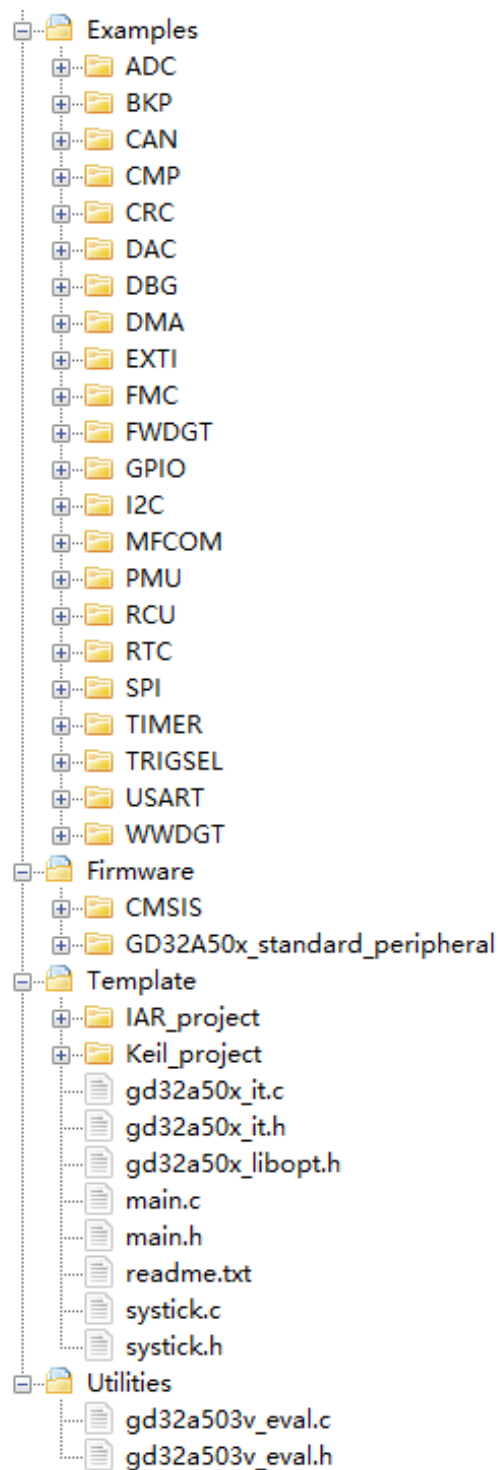 Examples
ADC
BKP
CAN
CMP
CRC
DAC
DBG
DMA
EXTI
FMC
FWDGT
GPIO
I2C
MFCOM
PMU
RCU
RTC
SPI
TIMER
TRIGSEL
USART
WWDGT
Firmware
CMSIS
GD32A50x_standard_peripheral
Template
IAR_project
Keil_project
gd32a50x_it.c
gd32a50x_it.h
gd32a50x_libopt.h
main.c
main.h
readme.txt
systick.c
systick.h
Utilities
gd32a503v_eval.c
gd32a503v_eval.h